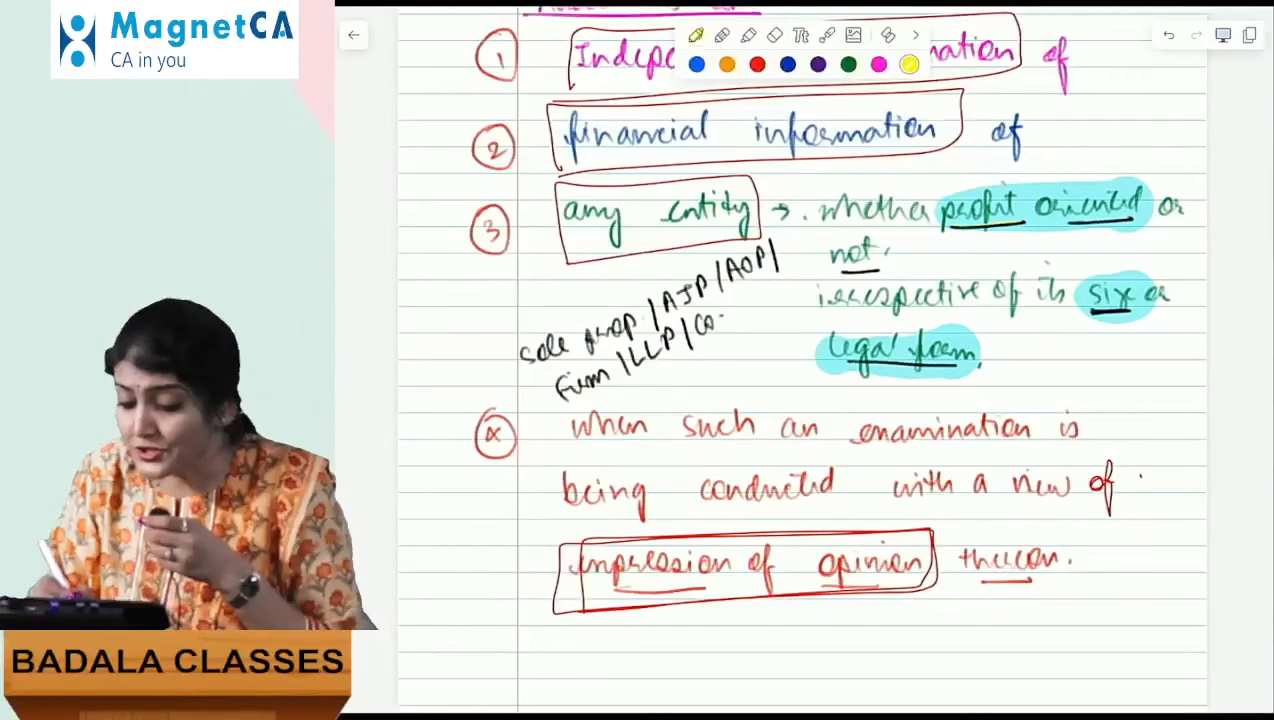 MagnetCA
CA in you
① Indepe nation of
② financial information of
③ any entity → whether profit oriented or
not.
irrespective of its size or
legal form.
sole prop / AJP / AOP /
Firm / LLP / Co.
when such an examination is
being conducted with a view of
expression of opinion thereon.
BADALA CLASSES